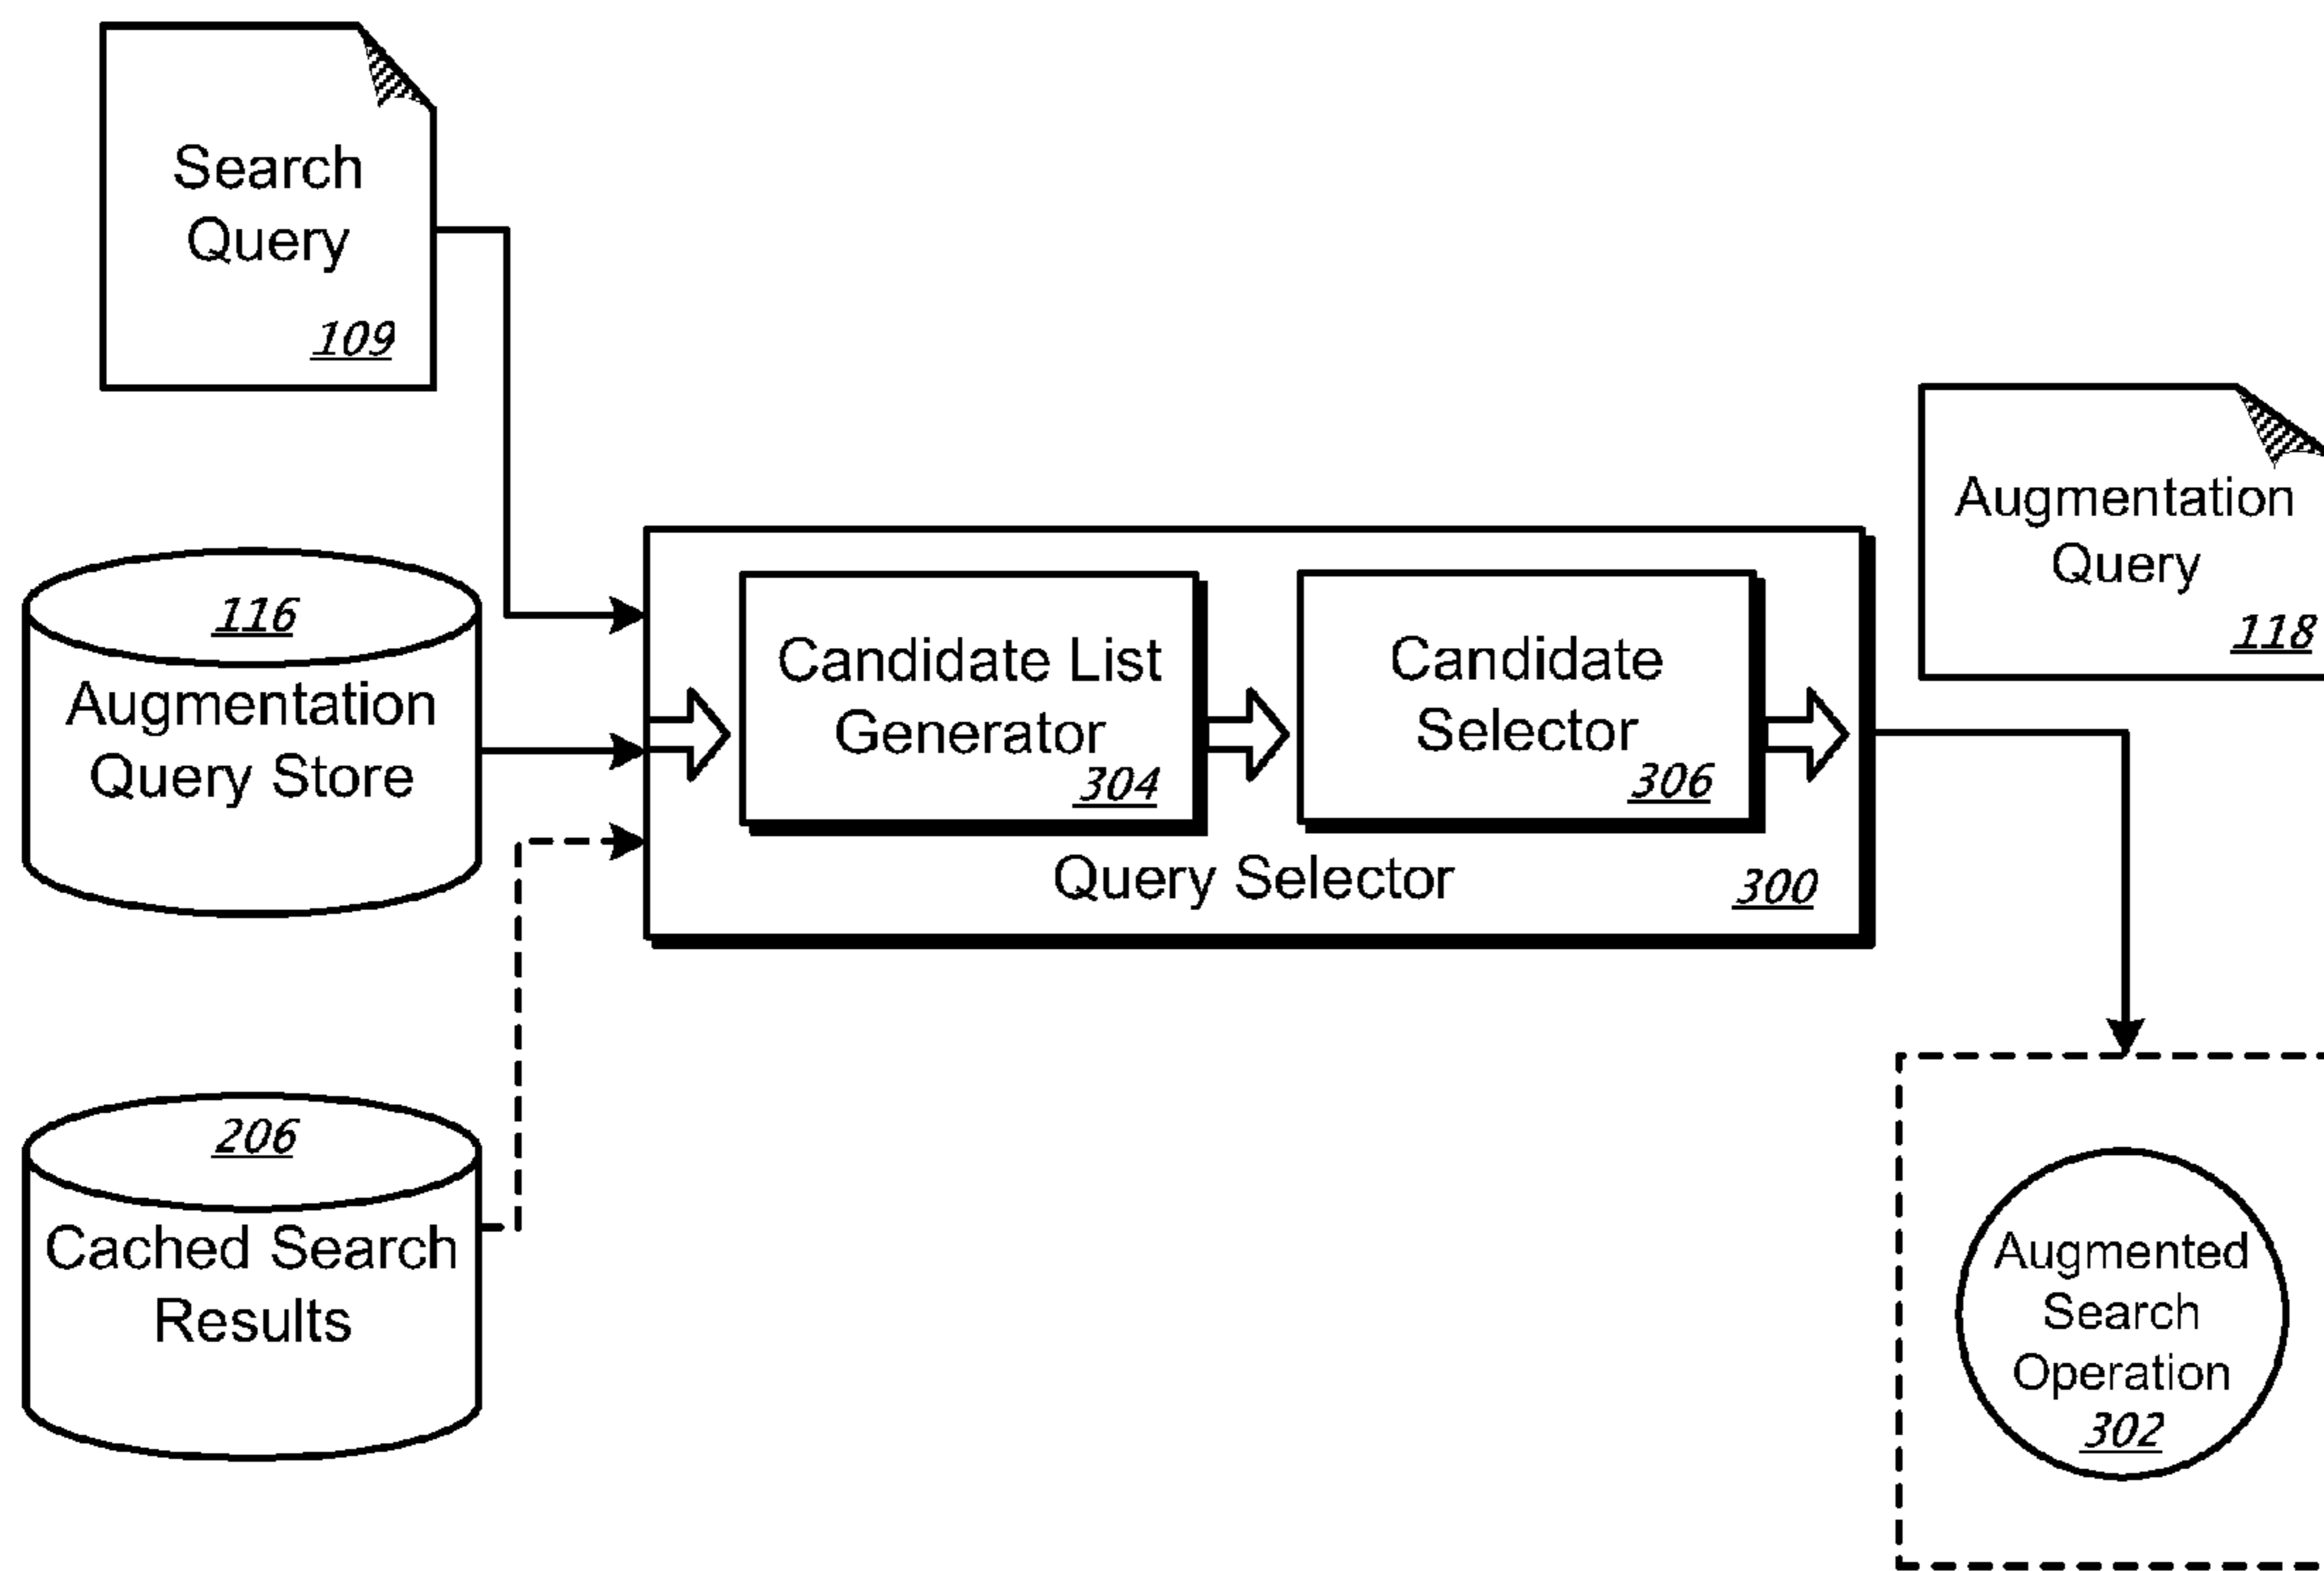 Search
Query
109
116
Augmentation
Query Store
206
Cached Search
Results
Candidate List
Generator
304
Candidate
Selector
306
Query Selector
300
Augmentation
Query
118
Augmented
Search
Operation
302